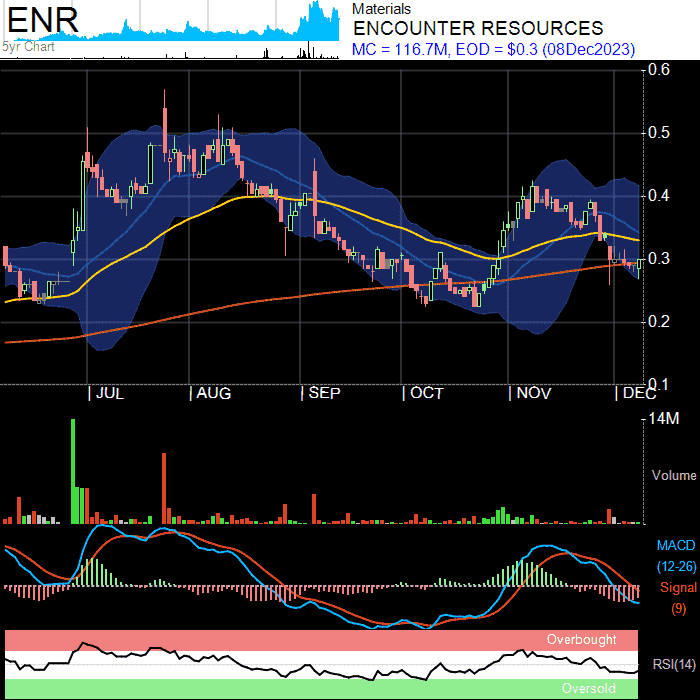 ENR
5yr Chart
Materials
ENCOUNTER RESOURCES
MC = 116.7M, EOD = $0.3 (08Dec2023)
0.6
0.5
0.4
0.3
0.2
0.1
JUL
AUG
SEP
OCT
NOV
DEC
14M
Volume
MACD
(12-26)
Signal
(9)
Overbought
RSI(14)
Oversold